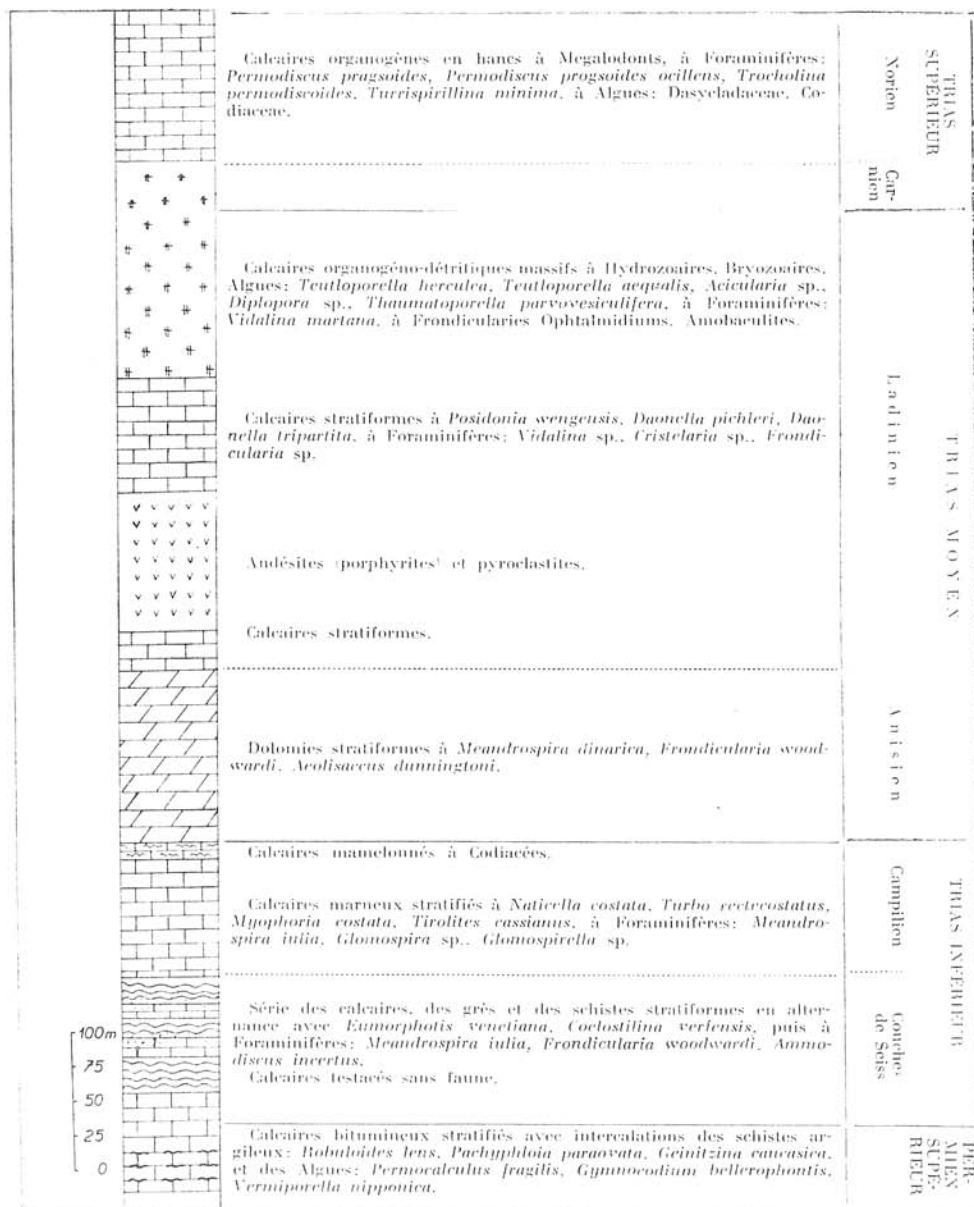 Calcaires organogènes en bancs à Megalodonts, à Foraminifères:
Permodiscus pragsoides, Permodiscus progsoides ocillens, Trocholina
permodiscoides, Turrispirillina minima, à Algues: Dasycladaceae, Co-
diaceae.
Norien
TRIAS
SUPÉRIEUR
Car-
nien
Calcaires organogéno-détritiques massifs à Hydrozoaires, Bryozoaires,
Algues: Teutloporella herculea, Teutloporella aequalis, Acicularia sp.,
Diplopora sp., Thaumatoporella parvovesiculifera, à Foraminifères:
Vidalina martana, à Frondicularies Ophtalmidiums, Amobaculites.
Calcaires stratiformes à Posidonia wengensis, Daonella pichleri, Dao-
nella tripartita, à Foraminifères: Vidalina sp., Cristelaria sp., Frondi-
cularia sp.
Ladinien
Andésites (porphyrites) et pyroclastites.
Calcaires stratiformes.
TRIAS MOYEN
Dolomies stratiformes à Meandrospira dinarica, Frondicularia wood-
wardi, Aeolisaccus dunningtoni.
Anisien
Calcaires mamelonnés à Codiacées.
Calcaires marneux stratifiés à Naticella costata, Turbo rectecostatus,
Myophoria costata, Tirolites cassianus, à Foraminifères: Meandro-
spira iulia, Glomospira sp., Glomospirella sp.
Campilien
TRIAS INFÉRIEUR
Série des calcaires, des grès et des schistes stratiformes en alter-
nance avec Eumorphotis venetiana, Coelostilina verfensis, puis à
Foraminifères: Meandrospira iulia, Frondicularia woodwardi, Ammo-
discus incertus.
Calcaires testacés sans faune.
Couches
de Seiss
100m
75
50
25
0
Calcaires bitumineux stratifiés avec intercalations des schistes ar-
gileux: Robuloides lens, Pachyphloia paraovata, Geinitzina caucasica,
et des Algues: Permocalculus fragilis, Gymnocodium bellerophontis,
Vermiporella nipponica.
PER-
MIEN
SUPÉ-
RIEUR